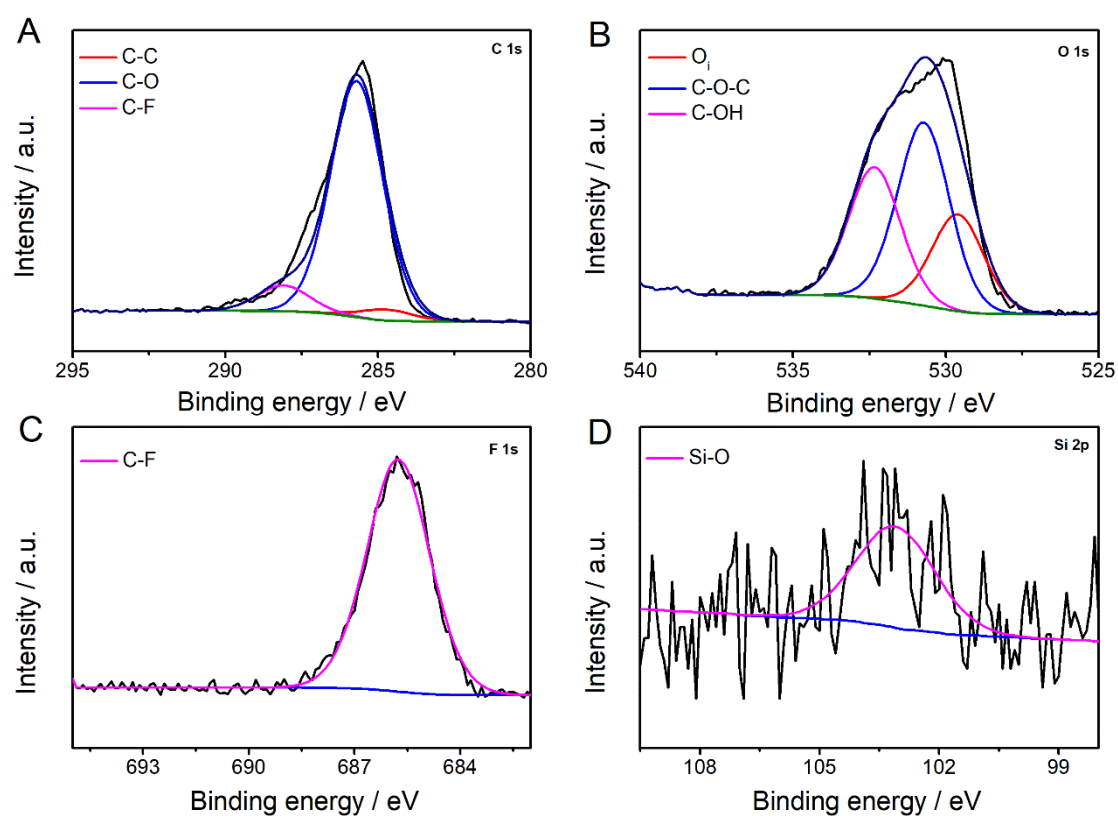 A
C 1s
C-C
C-O
C-F
Intensity / a.u.
295 290 285 280
Binding energy / eV
B
O 1s
Oi
C-O-C
C-OH
Intensity / a.u.
540 535 530 525
Binding energy / eV
C
F 1s
C-F
Intensity / a.u.
693 690 687 684
Binding energy / eV
D
Si 2p
Si-O
Intensity / a.u.
108 105 102 99
Binding energy / eV